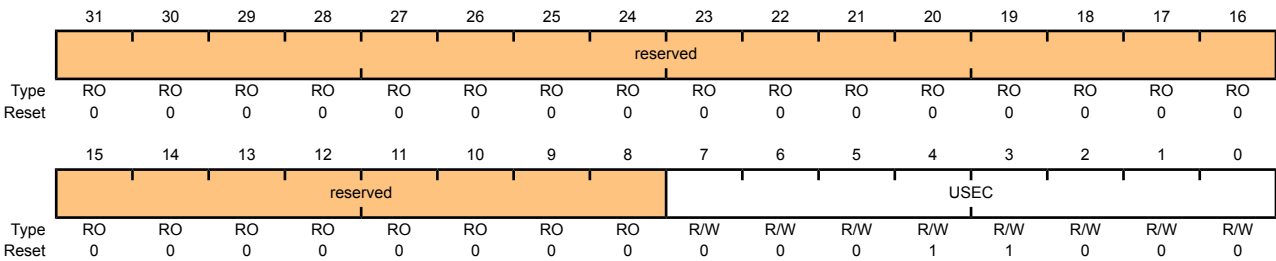 31 30 29 28 27 26 25 24 23 22 21 20 19 18 17 16
reserved
Type RO RO RO RO RO RO RO RO RO RO RO RO RO RO RO RO
Reset 0 0 0 0 0 0 0 0 0 0 0 0 0 0 0 0
15 14 13 12 11 10 9 8 7 6 5 4 3 2 1 0
reserved USEC
Type RO RO RO RO RO RO RO RO R/W R/W R/W R/W R/W R/W R/W R/W
Reset 0 0 0 0 0 0 0 0 0 0 0 1 1 0 0 0